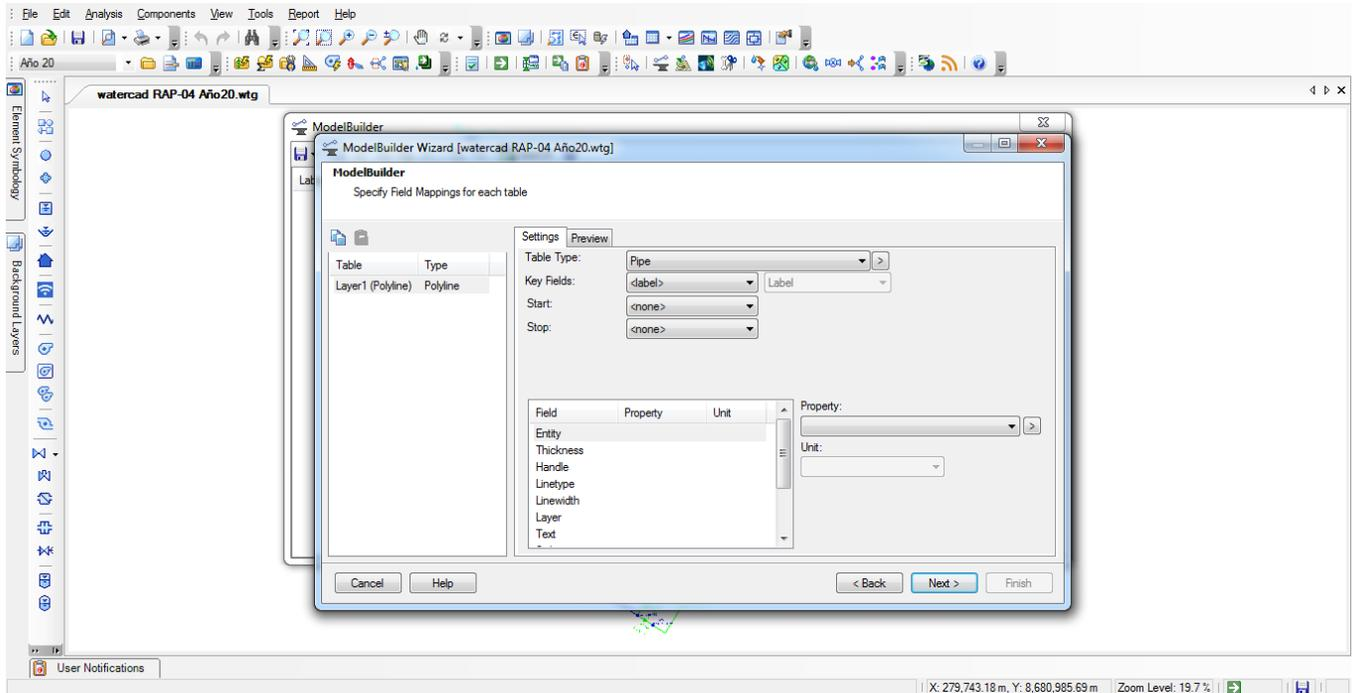 File Edit Analysis Components View Tools Report Help
Año 20
watercad RAP-04 Año20.wtg
Element Symbology
Background Layers
ModelBuilder
Lab
ModelBuilder Wizard [watercad RAP-04 Año20.wtg]
ModelBuilder
Specify Field Mappings for each table
Settings Preview
Table Type
Layer1 (Polyline) Polyline
Table Type: Pipe >
Key Fields: <label> Label
Start: <none>
Stop: <none>
Field Property Unit
Entity
Thickness
Handle
Linetype
Linewidth
Layer
Text
Property:
>
Unit:
Cancel Help < Back Next > Finish
User Notifications
X: 279,743.18 m, Y: 8,680,985.69 m Zoom Level: 19.7 %